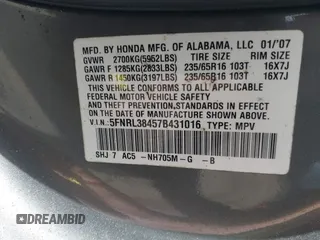 MFD. BY HONDA MFG. OF ALABAMA, LLC 01/'07
GVWR 2700KG(5952LBS) TIRE SIZE RIM SIZE
GAWR F 1285KG(2833LBS) 235/65R16 103T 16X7J
GAWR R 1450KG(3197LBS) 235/65R16 103T 16X7J
THIS VEHICLE CONFORMS TO ALL APPLICABLE
FEDERAL MOTOR VEHICLE SAFETY AND THEFT
PREVENTION STANDARDS IN EFFECT ON THE DATE
OF MANUFACTURE SHOWN ABOVE.
V.I.N: 5FNRL38457B431016 TYPE: MPV
SHJ 7 AC5 -NH705M-G -B
DREAMBID